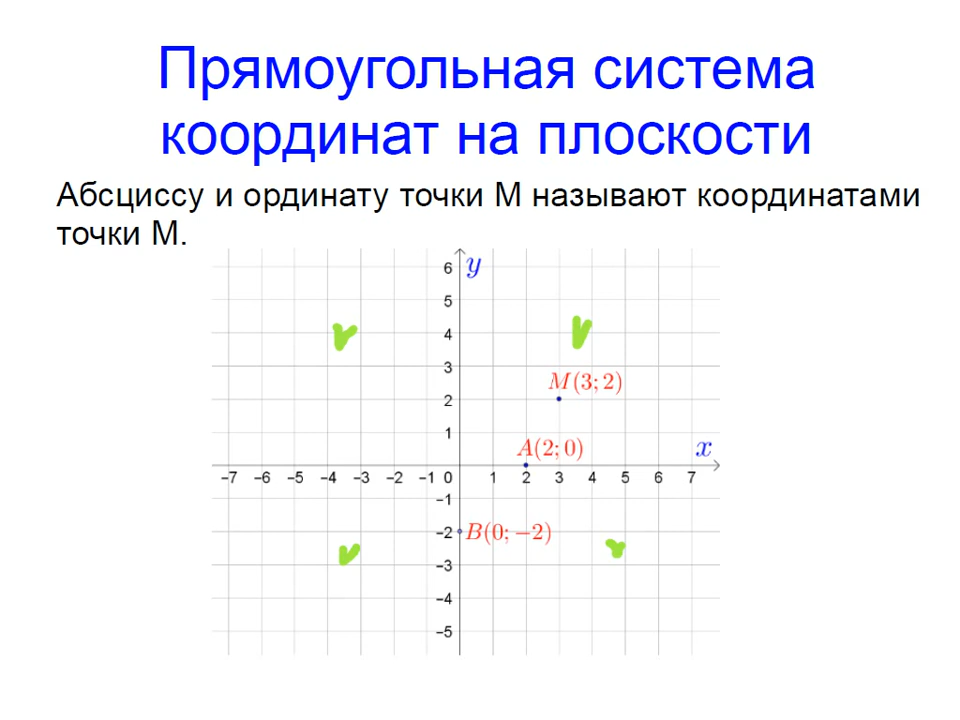 Прямоугольная система
координат на плоскости
Абсциссу и ординату точки М называют координатами
точки М.
6 y
5
4
3
M(3; 2)
2
1
A(2; 0)
x
−7 −6 −5 −4 −3 −2 −1 0 1 2 3 4 5 6 7
−1
−2 B(0; −2)
−3
−4
−5